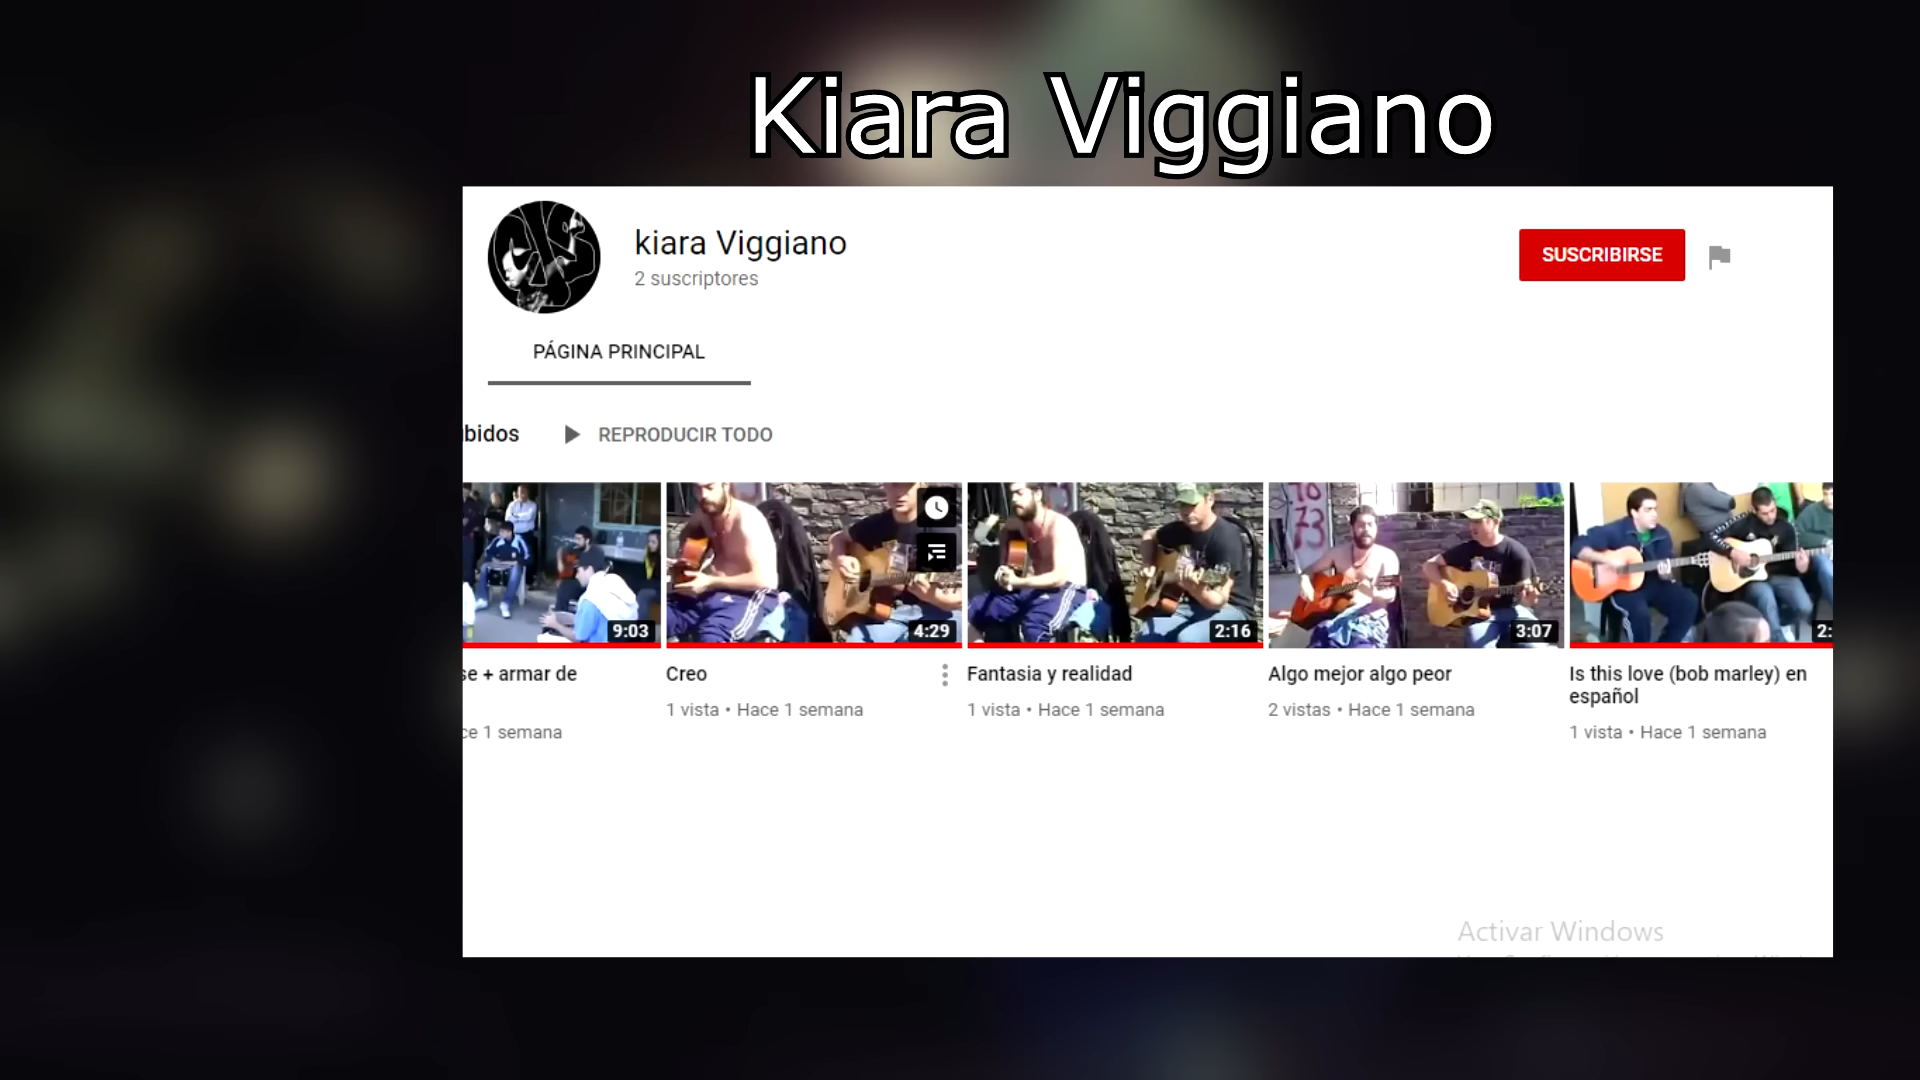 Kiara Viggiano
kiara Viggiano
2 suscriptores
SUSCRIBIRSE
PÁGINA PRINCIPAL
bidos
REPRODUCIR TODO
9:03
4:29
2:16
3:07
2:
se + armar de
ce 1 semana
Creo
1 vista • Hace 1 semana
Fantasia y realidad
1 vista • Hace 1 semana
Algo mejor algo peor
2 vistas • Hace 1 semana
Is this love (bob marley) en
español
1 vista • Hace 1 semana
Activar Windows